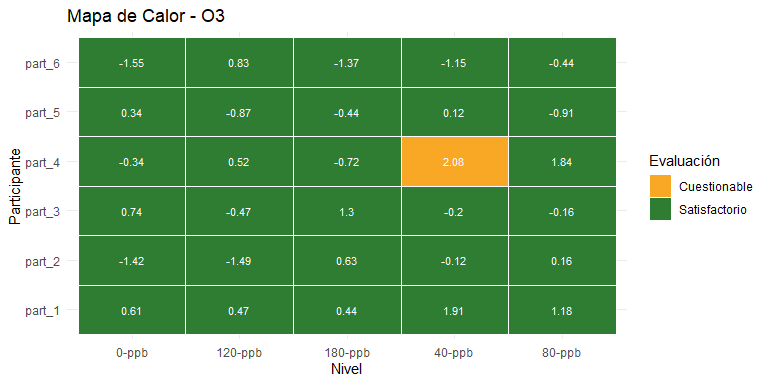 Mapa de Calor - O3
part_6 -1.55 0.83 -1.37 -1.15 -0.44
part_5 0.34 -0.87 -0.44 0.12 -0.91
part_4 -0.34 0.52 -0.72 2.08 1.84
part_3 0.74 -0.47 1.3 -0.2 -0.16
part_2 -1.42 -1.49 0.63 -0.12 0.16
part_1 0.61 0.47 0.44 1.91 1.18
0-ppb 120-ppb 180-ppb 40-ppb 80-ppb
Nivel
Participante
Evaluación
Cuestionable
Satisfactorio